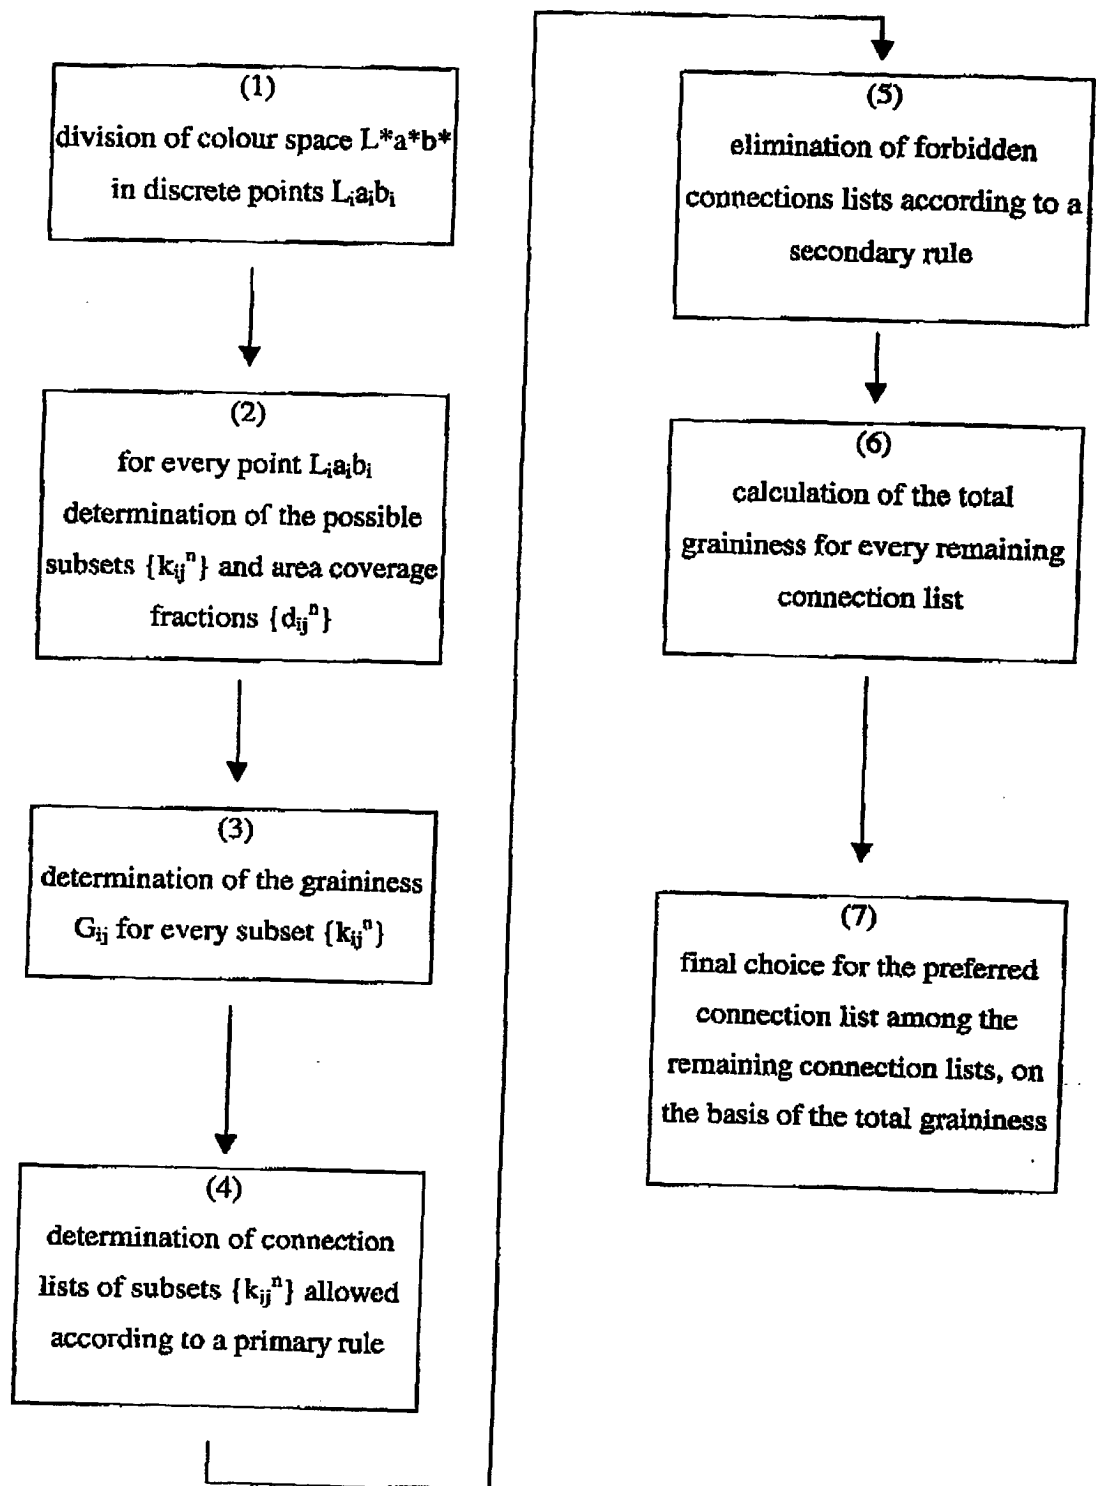 (1)
division of colour space L*a*b*
in discrete points Lᵢaᵢbᵢ
(2)
for every point Lᵢaᵢbᵢ
determination of the possible
subsets {kᵢⱼⁿ} and area coverage
fractions {dᵢⱼⁿ}
(3)
determination of the graininess
Gᵢⱼ for every subset {kᵢⱼⁿ}
(4)
determination of connection
lists of subsets {kᵢⱼⁿ} allowed
according to a primary rule
(5)
elimination of forbidden
connections lists according to a
secondary rule
(6)
calculation of the total
graininess for every remaining
connection list
(7)
final choice for the preferred
connection list among the
remaining connection lists, on
the basis of the total graininess